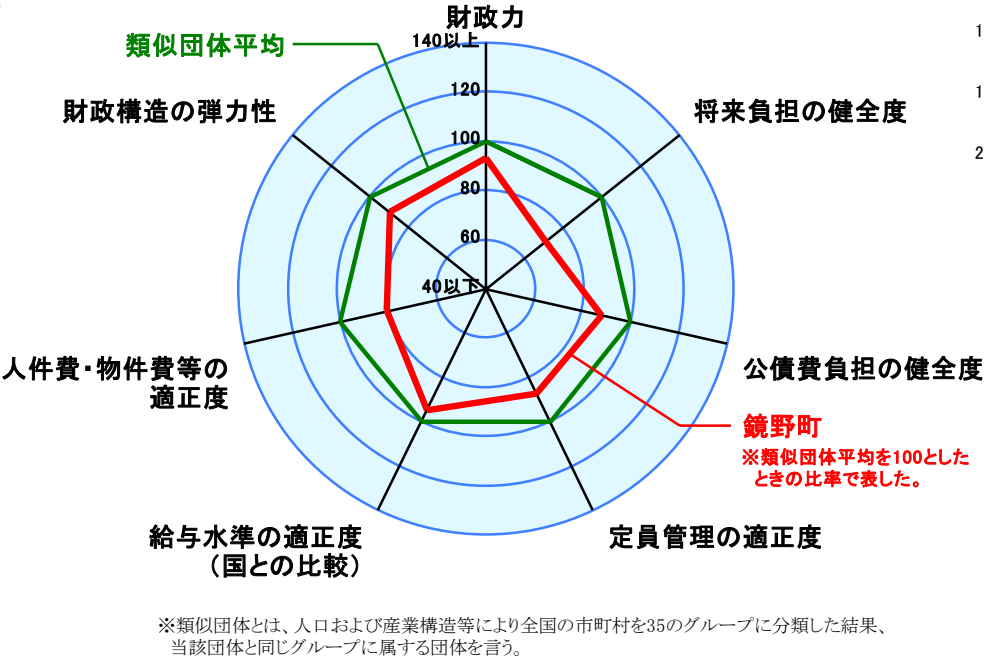 財政力
類似団体平均
140以上
120
100
80
60
40以下
財政構造の弾力性
将来負担の健全度
人件費・物件費等の
適正度
公債費負担の健全度
鏡野町
※類似団体平均を100とした
ときの比率で表した。
給与水準の適正度
（国との比較）
定員管理の適正度
1
1
2
※類似団体とは、人口および産業構造等により全国の市町村を35のグループに分類した結果、
当該団体と同じグループに属する団体を言う。